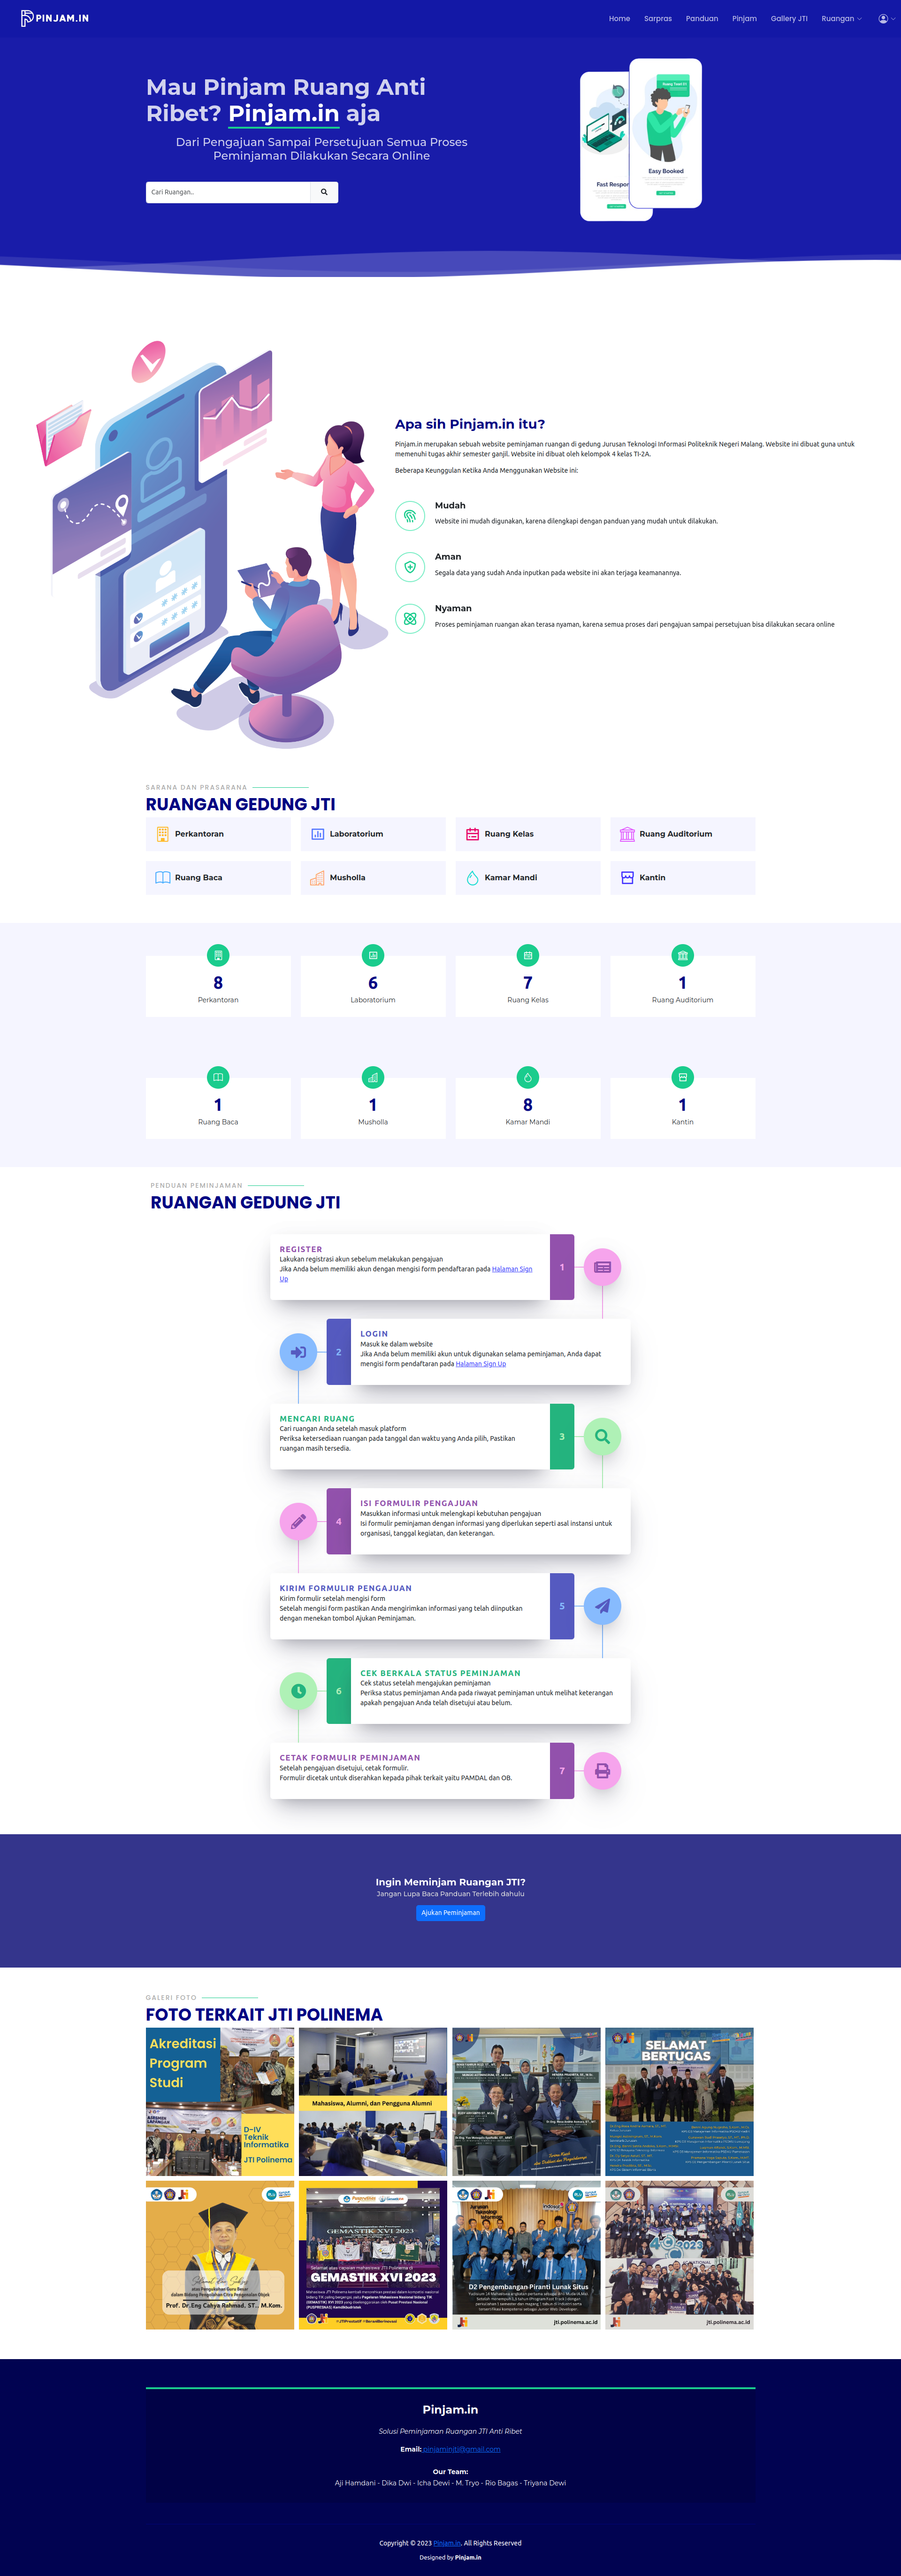 PINJAM.IN
Home Sarpras Panduan Pinjam Gallery JTI Ruangan
Mau Pinjam Ruang Anti
Ribet? Pinjam.in aja
Dari Pengajuan Sampai Persetujuan Semua Proses
Peminjaman Dilakukan Secara Online
Cari Ruangan..
Easy Booked
Apa sih Pinjam.in itu?
Pinjam.in merupakan sebuah website peminjaman ruangan di gedung Jurusan Teknologi Informasi Politeknik Negeri Malang. Website ini dibuat guna untuk
memenuhi tugas akhir semester ganjil. Website ini dibuat oleh kelompok 4 kelas TI-2A.
Beberapa Keunggulan Ketika Anda Menggunakan Website ini:
Mudah
Website ini mudah digunakan, karena dilengkapi dengan panduan yang mudah untuk dilakukan.
Aman
Segala data yang sudah Anda inputkan pada website ini akan terjaga keamanannya.
Nyaman
Proses peminjaman ruangan akan terasa nyaman, karena semua proses dari pengajuan sampai persetujuan bisa dilakukan secara online
SARANA DAN PRASARANA
RUANGAN GEDUNG JTI
Perkantoran
Laboratorium
Ruang Kelas
Ruang Auditorium
Ruang Baca
Musholla
Kamar Mandi
Kantin
8
Perkantoran
6
Laboratorium
7
Ruang Kelas
1
Ruang Auditorium
1
Ruang Baca
1
Musholla
8
Kamar Mandi
1
Kantin
PENDUAN PEMINJAMAN
RUANGAN GEDUNG JTI
REGISTER
Lakukan registrasi akun sebelum melakukan pengajuan
Jika Anda belum memiliki akun dengan mengisi form pendaftaran pada Halaman Sign
Up
1
2
LOGIN
Masuk ke dalam website
Jika Anda belum memiliki akun untuk digunakan selama peminjaman, Anda dapat
mengisi form pendaftaran pada Halaman Sign Up
MENCARI RUANG
Cari ruangan Anda setelah masuk platform
Periksa ketersediaan ruangan pada tanggal dan waktu yang Anda pilih, Pastikan
ruangan masih tersedia.
3
4
ISI FORMULIR PENGAJUAN
Masukkan informasi untuk melengkapi kebutuhan pengajuan
Isi formulir peminjaman dengan informasi yang diperlukan seperti asal instansi untuk
organisasi, tanggal kegiatan, dan keterangan.
KIRIM FORMULIR PENGAJUAN
Kirim formulir setelah mengisi form
Setelah mengisi form pastikan Anda mengirimkan informasi yang telah diinputkan
dengan menekan tombol Ajukan Peminjaman.
5
6
CEK BERKALA STATUS PEMINJAMAN
Cek status setelah mengajukan peminjaman
Periksa status peminjaman Anda pada riwayat peminjaman untuk melihat keterangan
apakah pengajuan Anda telah disetujui atau belum.
CETAK FORMULIR PEMINJAMAN
Setelah pengajuan disetujui, cetak formulir.
Formulir dicetak untuk diserahkan kepada pihak terkait yaitu PAMDAL dan OB.
7
Ingin Meminjam Ruangan JTI?
Jangan Lupa Baca Panduan Terlebih dahulu
Ajukan Peminjaman
GALERI FOTO
FOTO TERKAIT JTI POLINEMA
Akreditasi
Program
Studi
D-IV
Teknik
Informatika
JTI Polinema
Mahasiswa, Alumni, dan Pengguna Alumni
SELAMAT
BERTUGAS
Prof. Dr.Eng Cahya Rahmad, ST., M.Kom.
GEMASTIK XVI 2023
D2 Pengembangan Piranti Lunak Situs
jti.polinema.ac.id
jti.polinema.ac.id
Pinjam.in
Solusi Peminjaman Ruangan JTI Anti Ribet
Email: pinjaminjti@gmail.com
Our Team:
Aji Hamdani - Dika Dwi - Icha Dewi - M. Tryo - Rio Bagas - Triyana Dewi
Copyright © 2023 Pinjam.in. All Rights Reserved
Designed by Pinjam.in